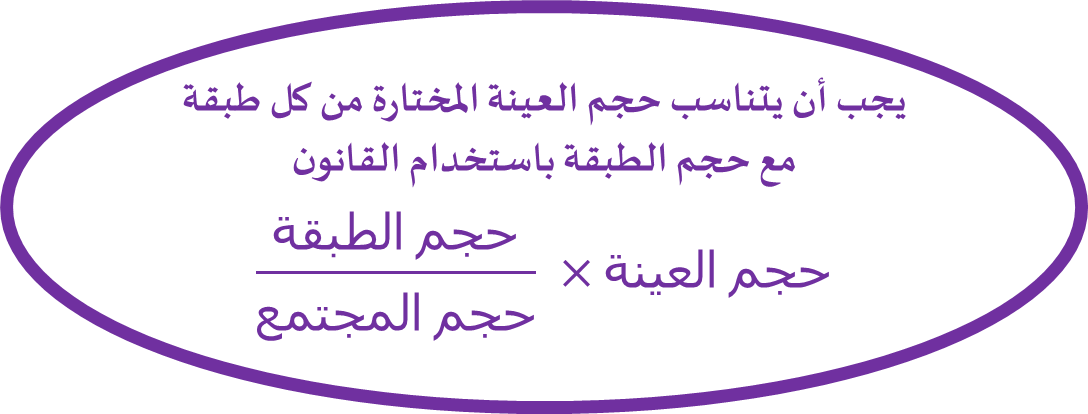 يجب أن يتناسب حجم العينة المختارة من كل طبقة
مع حجم الطبقة باستخدام القانون
حجم العينة × حجم الطبقة
حجم المجتمع